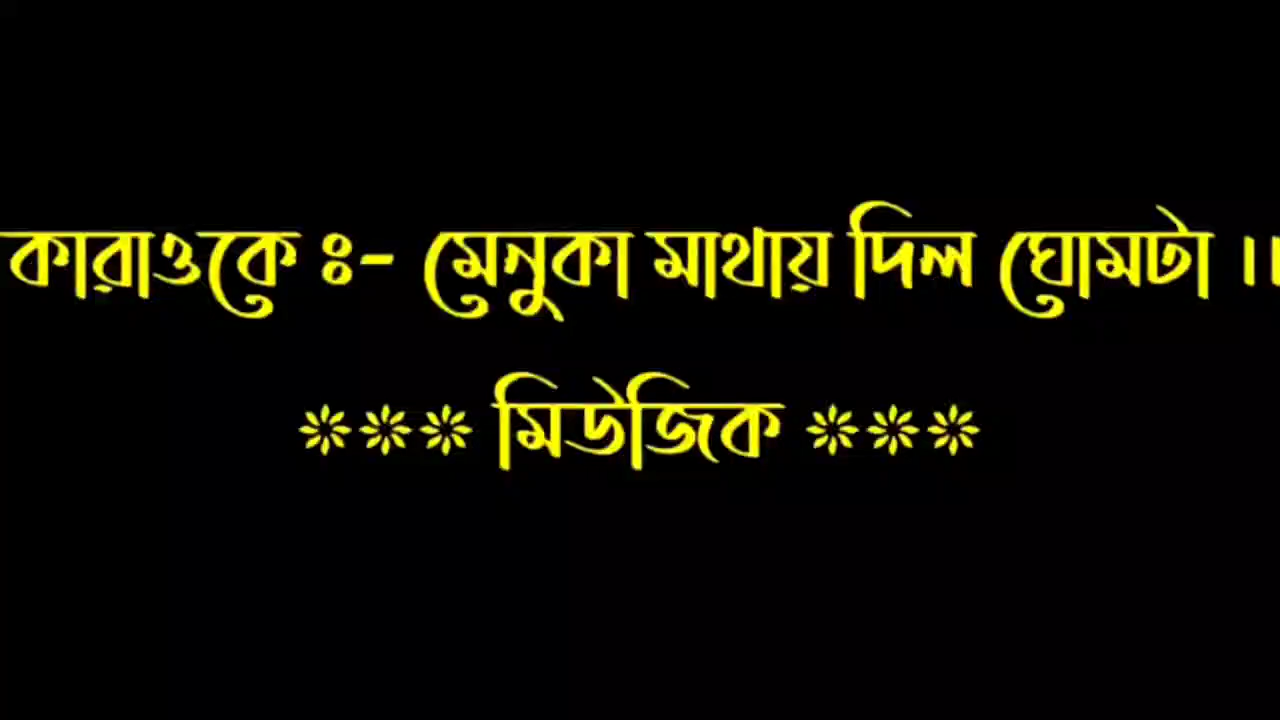 কারাওকে ঃ- মেনুকা মাথায় দিল ঘোমটা ।।
*** মিউজিক ***